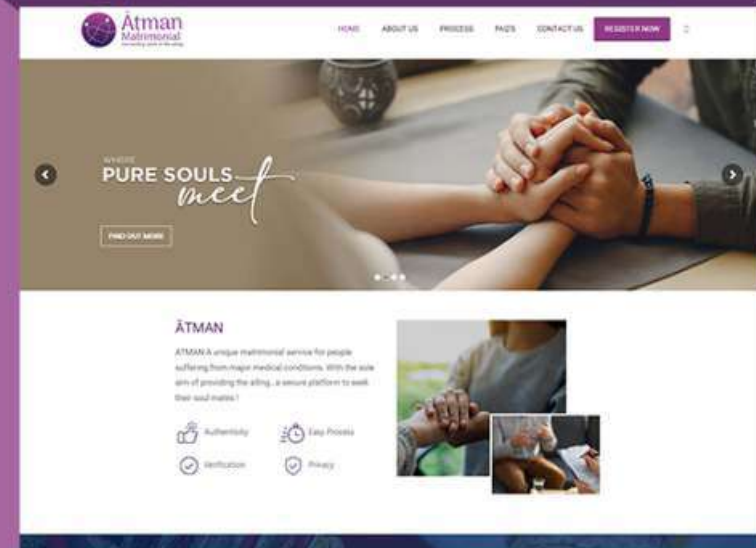 Ātman
Matrimonial
HOME ABOUT US PROCESS FAQ'S CONTACT US REGISTER NOW
WHERE
PURE SOULS
meet
FIND OUT MORE
ĀTMAN
ATMAN A unique matrimonial service for people
suffering from major medical conditions. With the sole
aim of providing the ailing.. a secure platform to seek
their soul mates !
Authenticity Easy Process
Verification Privacy